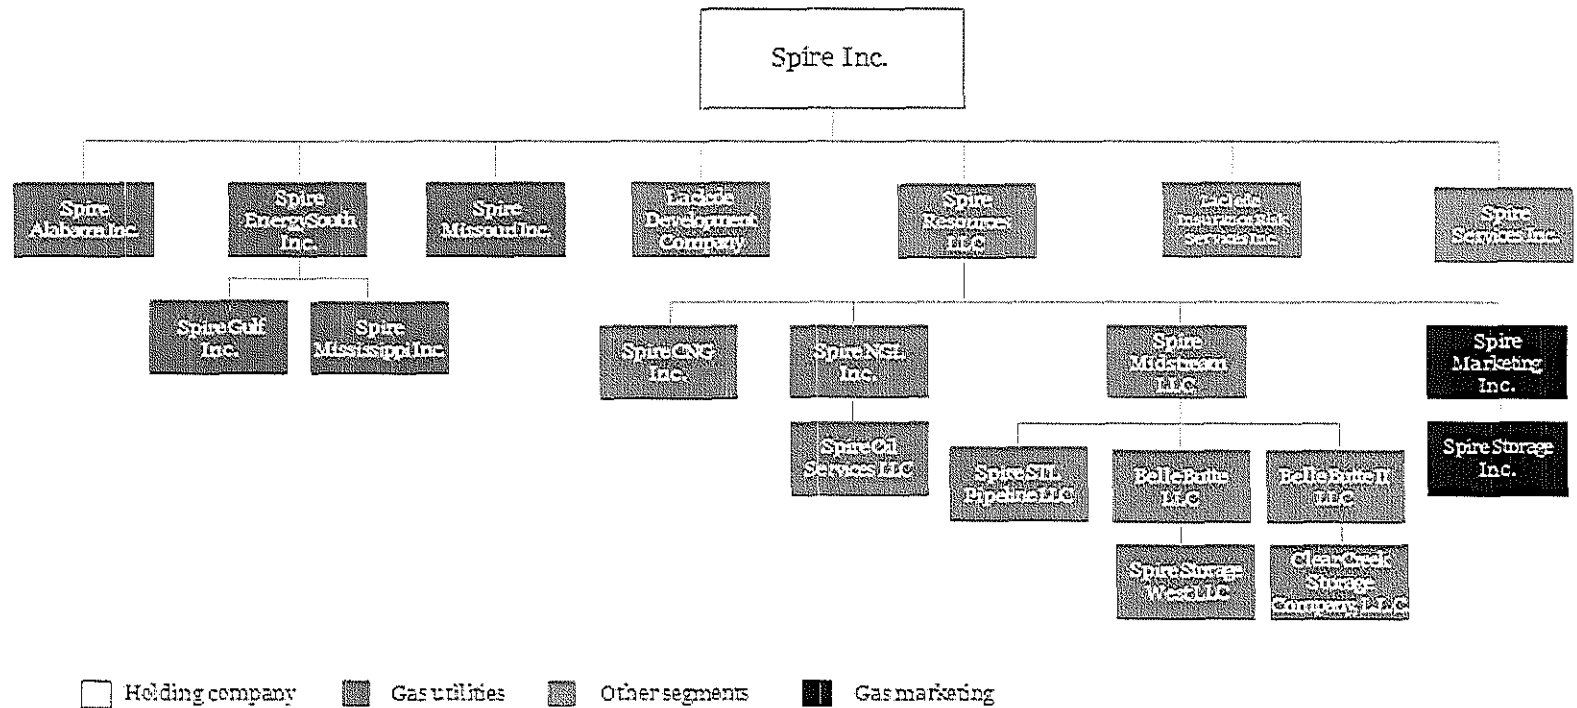 Spire Inc.
Spire
Alabama Inc.
Spire
EnergySouth
Inc.
Spire
Missouri Inc.
Laclede
Development
Company
Spire
Resources
LLC
Laclede
Insurance Risk
Services Inc.
Spire
Services Inc.
Spire Gulf
Inc.
Spire
Mississippi Inc.
Spire CNG
Inc.
Spire NGL
Inc.
Spire
Midstream
LLC
Spire
Marketing
Inc.
Spire Oil
Services LLC
Spire STL
Pipeline LLC
Belle Butte
LLC
Belle Butte II
LLC
Spire Storage
Inc.
Spire Storage
West LLC
Clear Creek
Storage
Company, L.L.C.
Holding company
Gas utilities
Other segments
Gas marketing